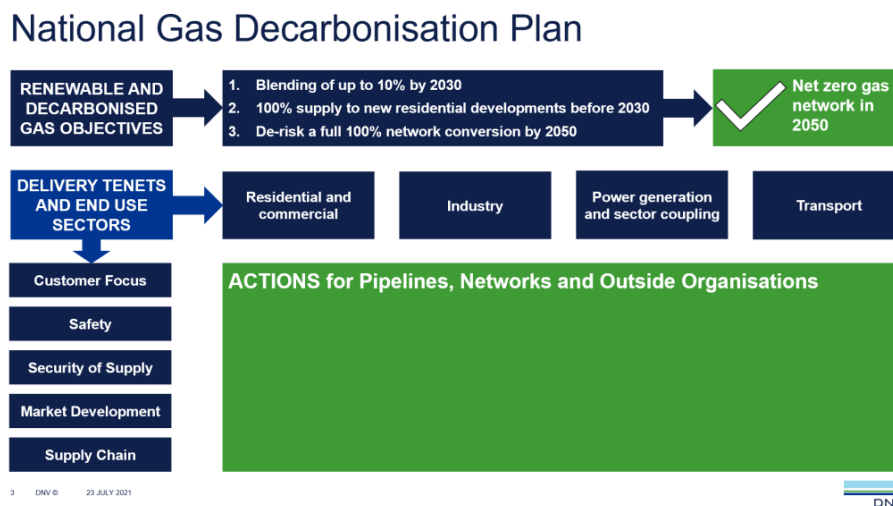 National Gas Decarbonisation Plan
RENEWABLE AND
DECARBONISED
GAS OBJECTIVES
1. Blending of up to 10% by 2030
2. 100% supply to new residential developments before 2030
3. De-risk a full 100% network conversion by 2050
Net zero gas
network in
2050
DELIVERY TENETS
AND END USE
SECTORS
Residential and
commercial
Industry
Power generation
and sector coupling
Transport
Customer Focus
Safety
Security of Supply
Market Development
Supply Chain
ACTIONS for Pipelines, Networks and Outside Organisations
3 DNV © 23 JULY 2021